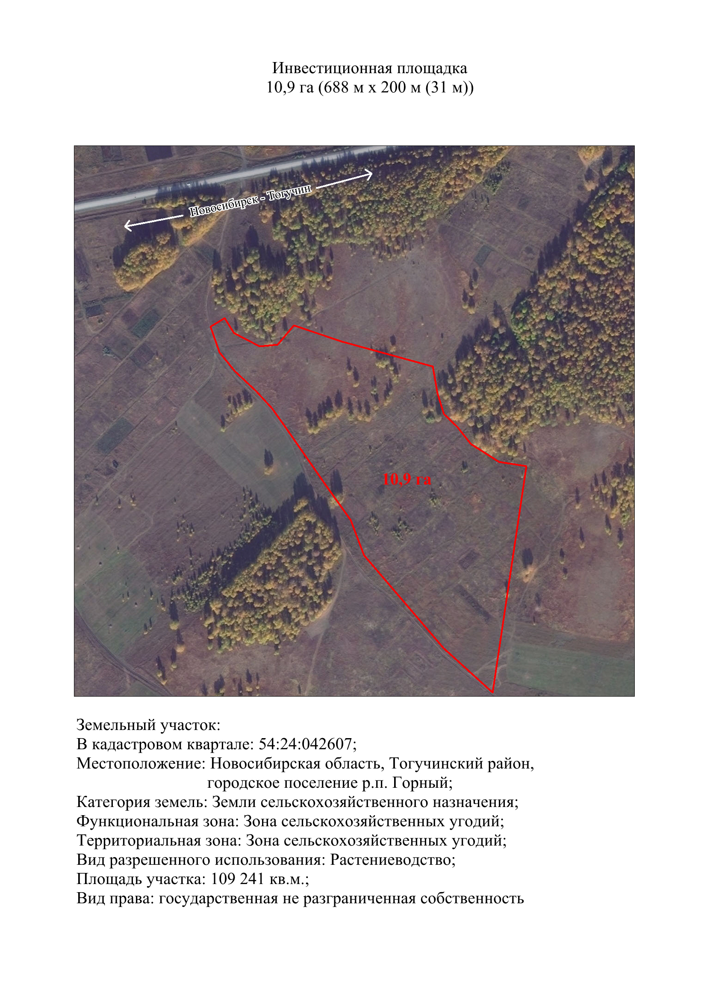 Инвестиционная площадка
10,9 га (688 м х 200 м (31 м))
Новосибирск - Тогучин
10,9 га
Земельный участок:
В кадастровом квартале: 54:24:042607;
Местоположение: Новосибирская область, Тогучинский район,
городское поселение р.п. Горный;
Категория земель: Земли сельскохозяйственного назначения;
Функциональная зона: Зона сельскохозяйственных угодий;
Территориальная зона: Зона сельскохозяйственных угодий;
Вид разрешенного использования: Растениеводство;
Площадь участка: 109 241 кв.м.;
Вид права: государственная не разграниченная собственность